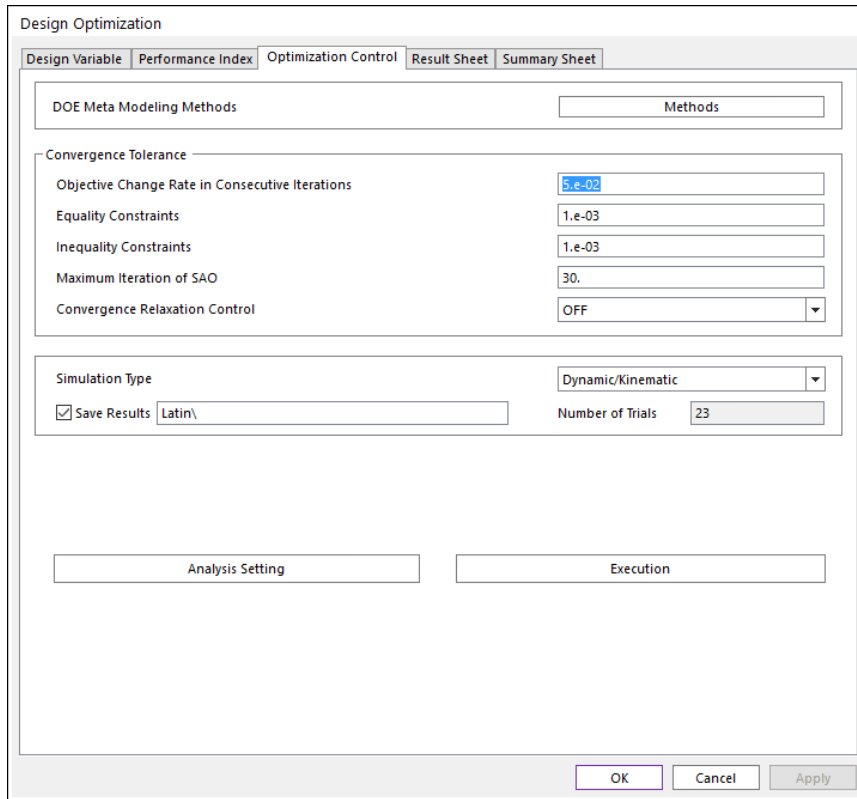 Design Optimization
Design Variable Performance Index Optimization Control Result Sheet Summary Sheet
DOE Meta Modeling Methods Methods
Convergence Tolerance
Objective Change Rate in Consecutive Iterations 5.e-02
Equality Constraints 1.e-03
Inequality Constraints 1.e-03
Maximum Iteration of SAO 30.
Convergence Relaxation Control OFF
Simulation Type Dynamic/Kinematic
Save Results Latin\ Number of Trials 23
Analysis Setting Execution
OK Cancel Apply